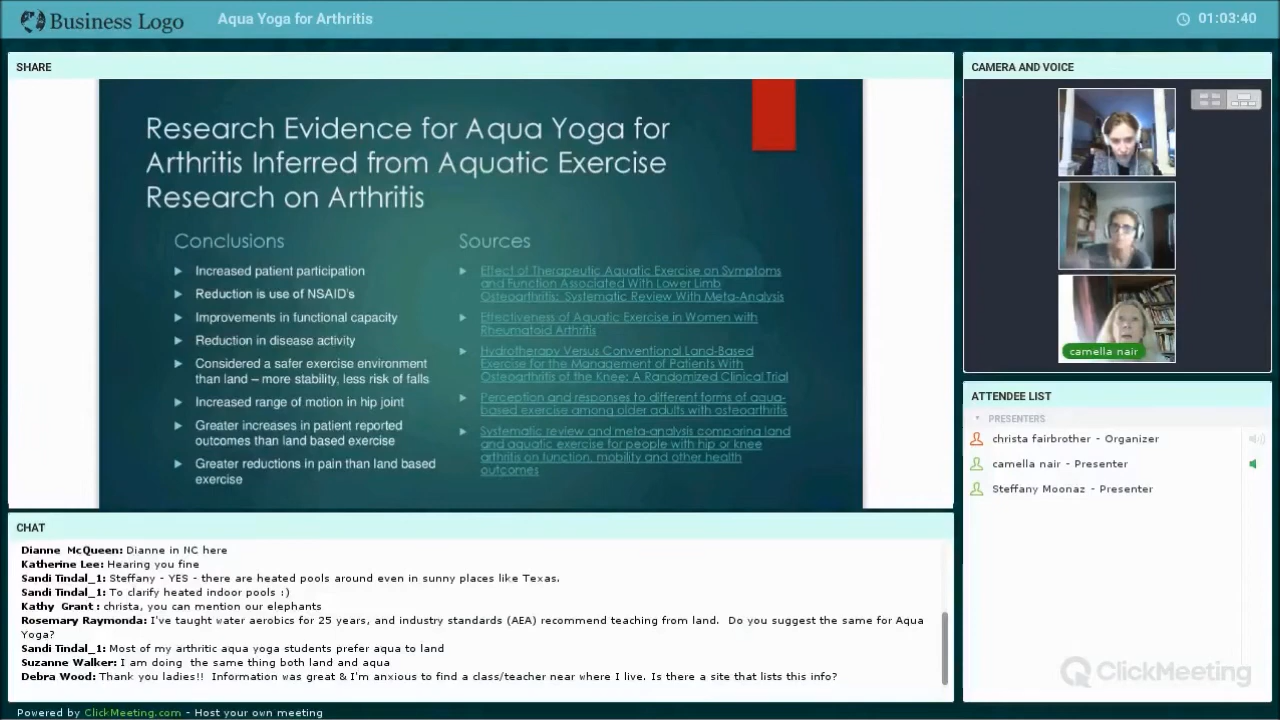 Business Logo
Aqua Yoga for Arthritis
01:03:40
SHARE
Research Evidence for Aqua Yoga for
Arthritis Inferred from Aquatic Exercise
Research on Arthritis
Conclusions
Increased patient participation
Reduction is use of NSAID's
Improvements in functional capacity
Reduction in disease activity
Considered a safer exercise environment
than land – more stability, less risk of falls
Increased range of motion in hip joint
Greater increases in patient reported
outcomes than land based exercise
Greater reductions in pain than land based
exercise
Sources
Effect of Therapeutic Aquatic Exercise on Symptoms
and Function Associated With Lower Limb
Osteoarthritis: Systematic Review With Meta-Analysis
Effectiveness of Aquatic Exercise in Women with
Rheumatoid Arthritis
Hydrotherapy Versus Conventional Land-Based
Exercise for the Management of Patients With
Osteoarthritis of the Knee: A Randomized Clinical Trial
Perception and responses to different forms of aqua-
based exercise among older adults with osteoarthritis
Systematic review and meta-analysis comparing land
and aquatic exercise for people with hip or knee
arthritis on function, mobility and other health
outcomes
CAMERA AND VOICE
camella nair
ATTENDEE LIST
PRESENTERS
christa fairbrother - Organizer
camella nair - Presenter
Steffany Moonaz - Presenter
CHAT
Dianne McQueen: Dianne in NC here
Katherine Lee: Hearing you fine
Sandi Tindal_1: Steffany - YES - there are heated pools around even in sunny places like Texas.
Sandi Tindal_1: To clarify heated indoor pools :)
Kathy Grant : christa, you can mention our elephants
Rosemary Raymonda: I've taught water aerobics for 25 years, and industry standards (AEA) recommend teaching from land. Do you suggest the same for Aqua
Yoga?
Sandi Tindal_1: Most of my arthritic aqua yoga students prefer aqua to land
Suzanne Walker: I am doing the same thing both land and aqua
Debra Wood: Thank you ladies!! Information was great & I'm anxious to find a class/teacher near where I live. Is there a site that lists this info?
ClickMeeting
Powered by ClickMeeting.com - Host your own meeting